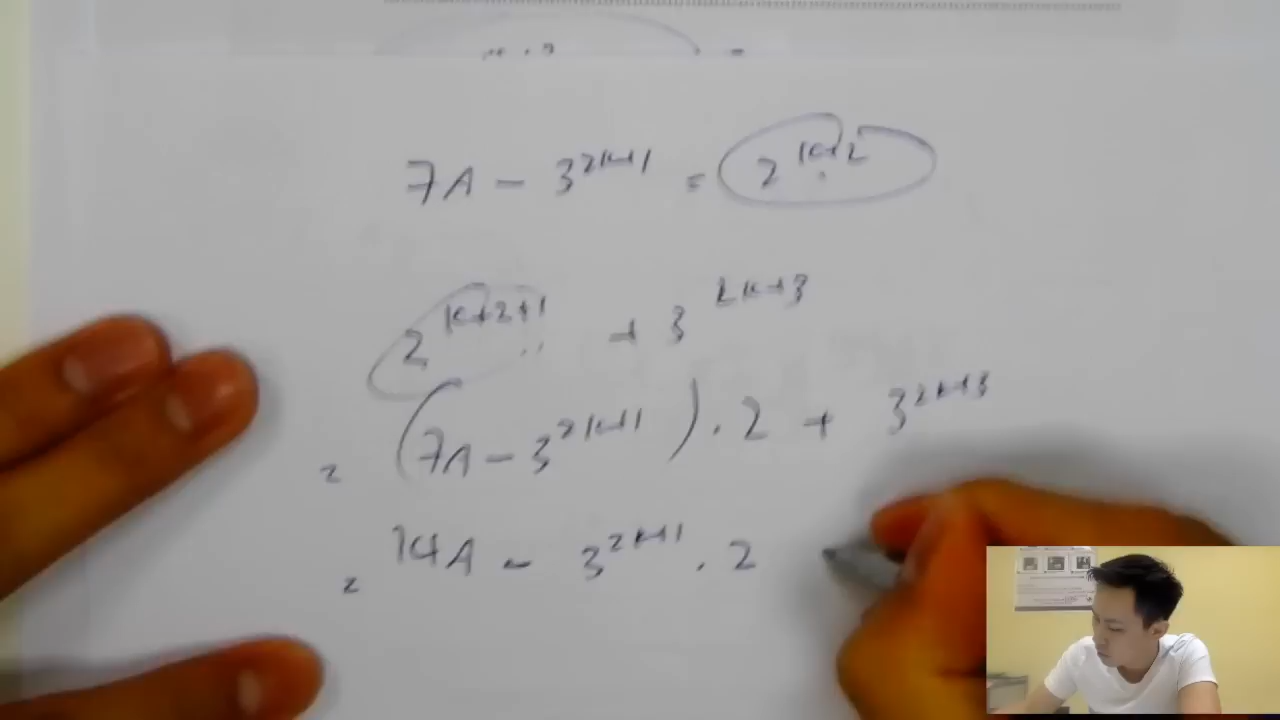 7A - 3^{2k+1} = 2^{k+2}
2^{k+2+1} + 3^{2k+3}
= (7A - 3^{2k+1}) . 2 + 3^{2k+3}
= 14A - 3^{2k+1} . 2